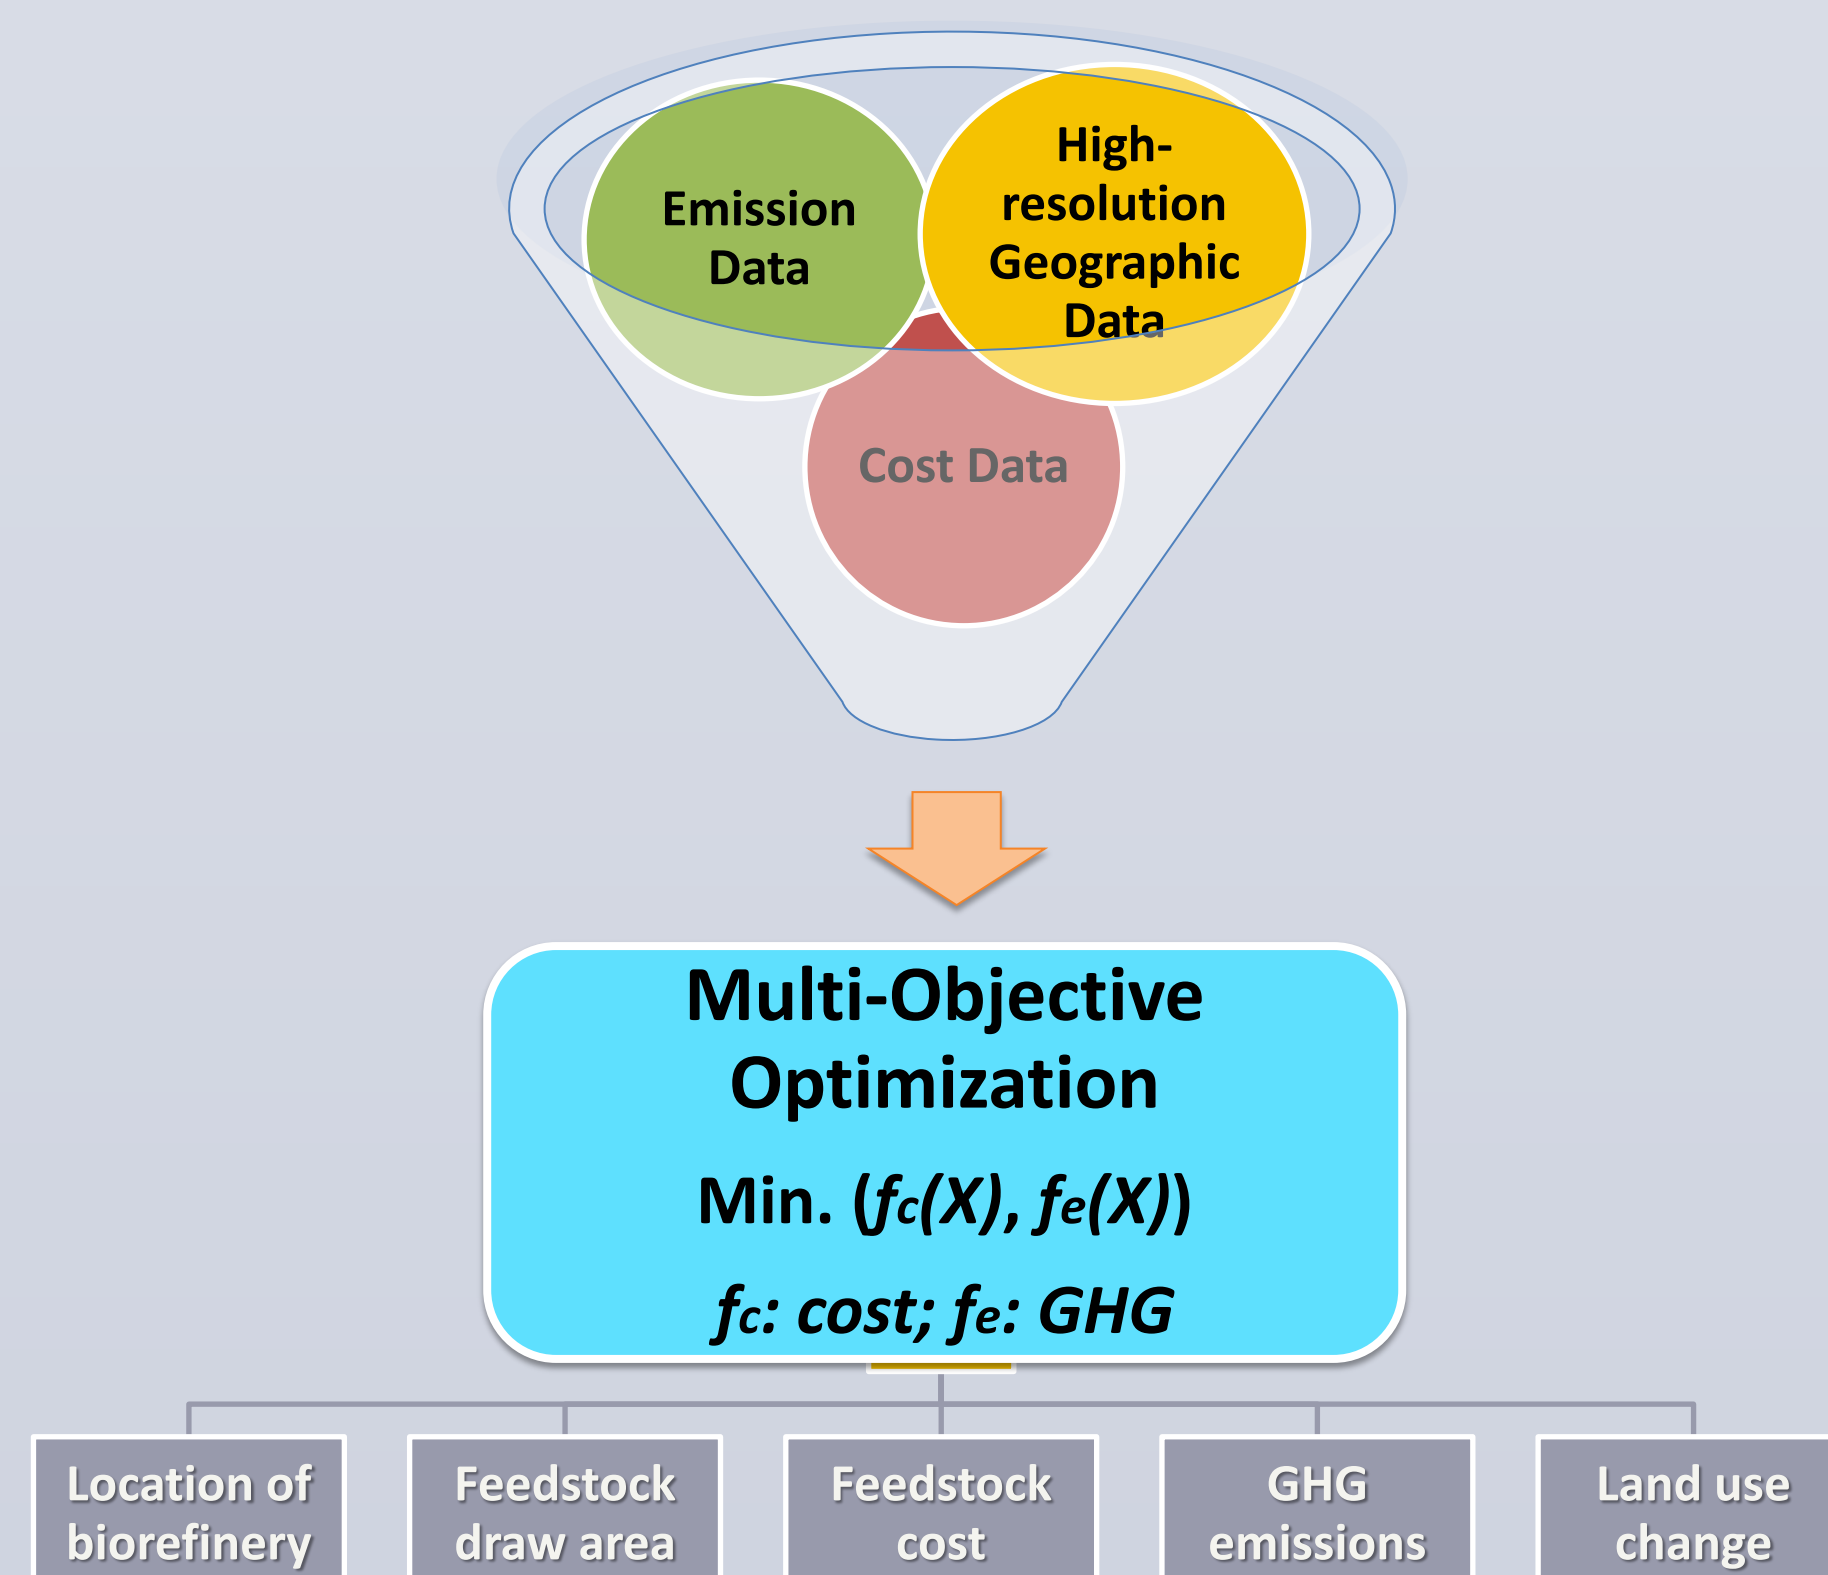 Emission
Data
High-
resolution
Geographic
Data
Cost Data
Multi-Objective
Optimization
Min. (fc(X), fe(X))
fc: cost; fe: GHG
Location of
biorefinery
Feedstock
draw area
Feedstock
cost
GHG
emissions
Land use
change